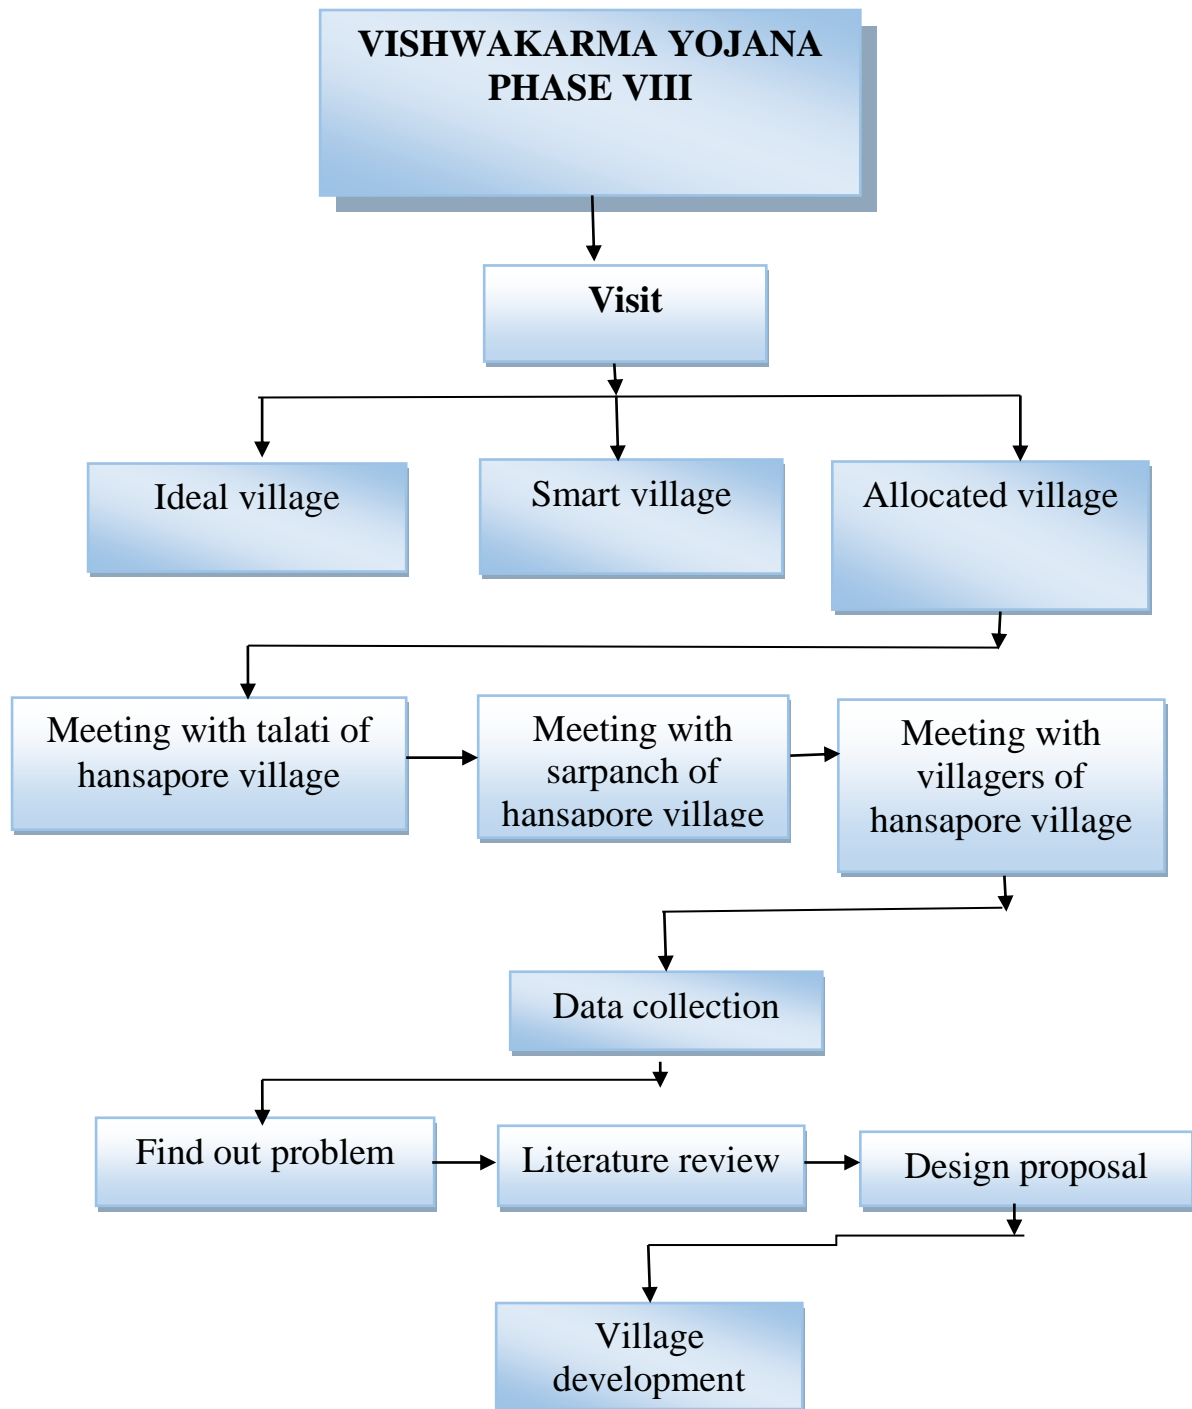 VISHWAKARMA YOJANA
PHASE VIII
Visit
Ideal village
Smart village
Allocated village
Meeting with talati of
hansapore village
Meeting with
sarpanch of
hansapore village
Meeting with
villagers of
hansapore village
Data collection
Find out problem
Literature review
Design proposal
Village
development